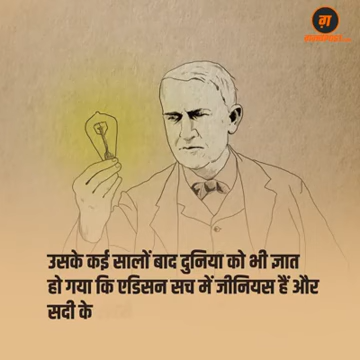 ग़
उसके कई सालों बाद दुनिया को भी ज्ञात
हो गया कि एडिसन सच में जीनियस हैं और
सदी के